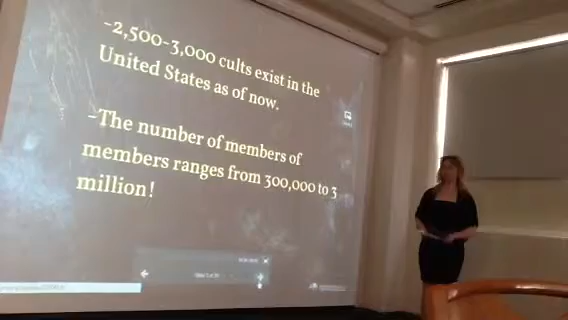 -2,500-3,000 cults exist in the
United States as of now.
-The number of members of
members ranges from 300,000 to 3
million!